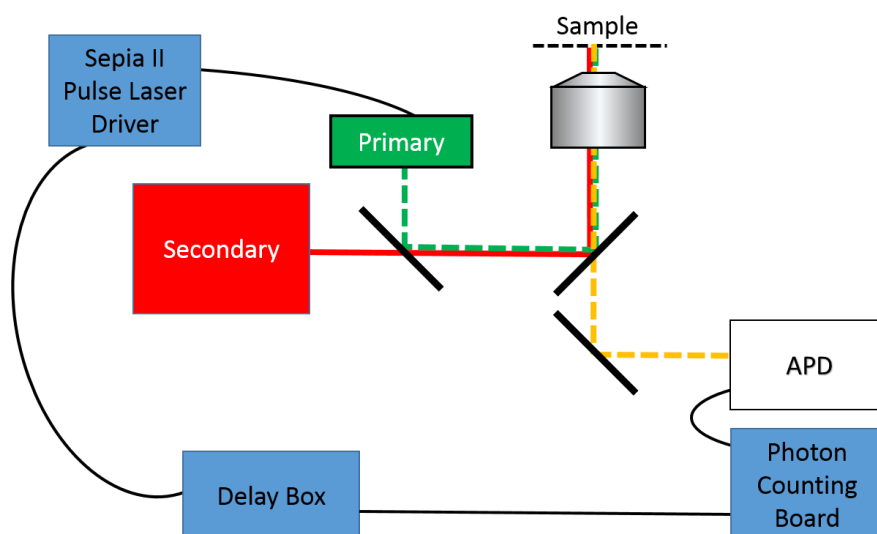 Sample
Sepia II
Pulse Laser
Driver
Primary
Secondary
APD
Delay Box
Photon
Counting
Board